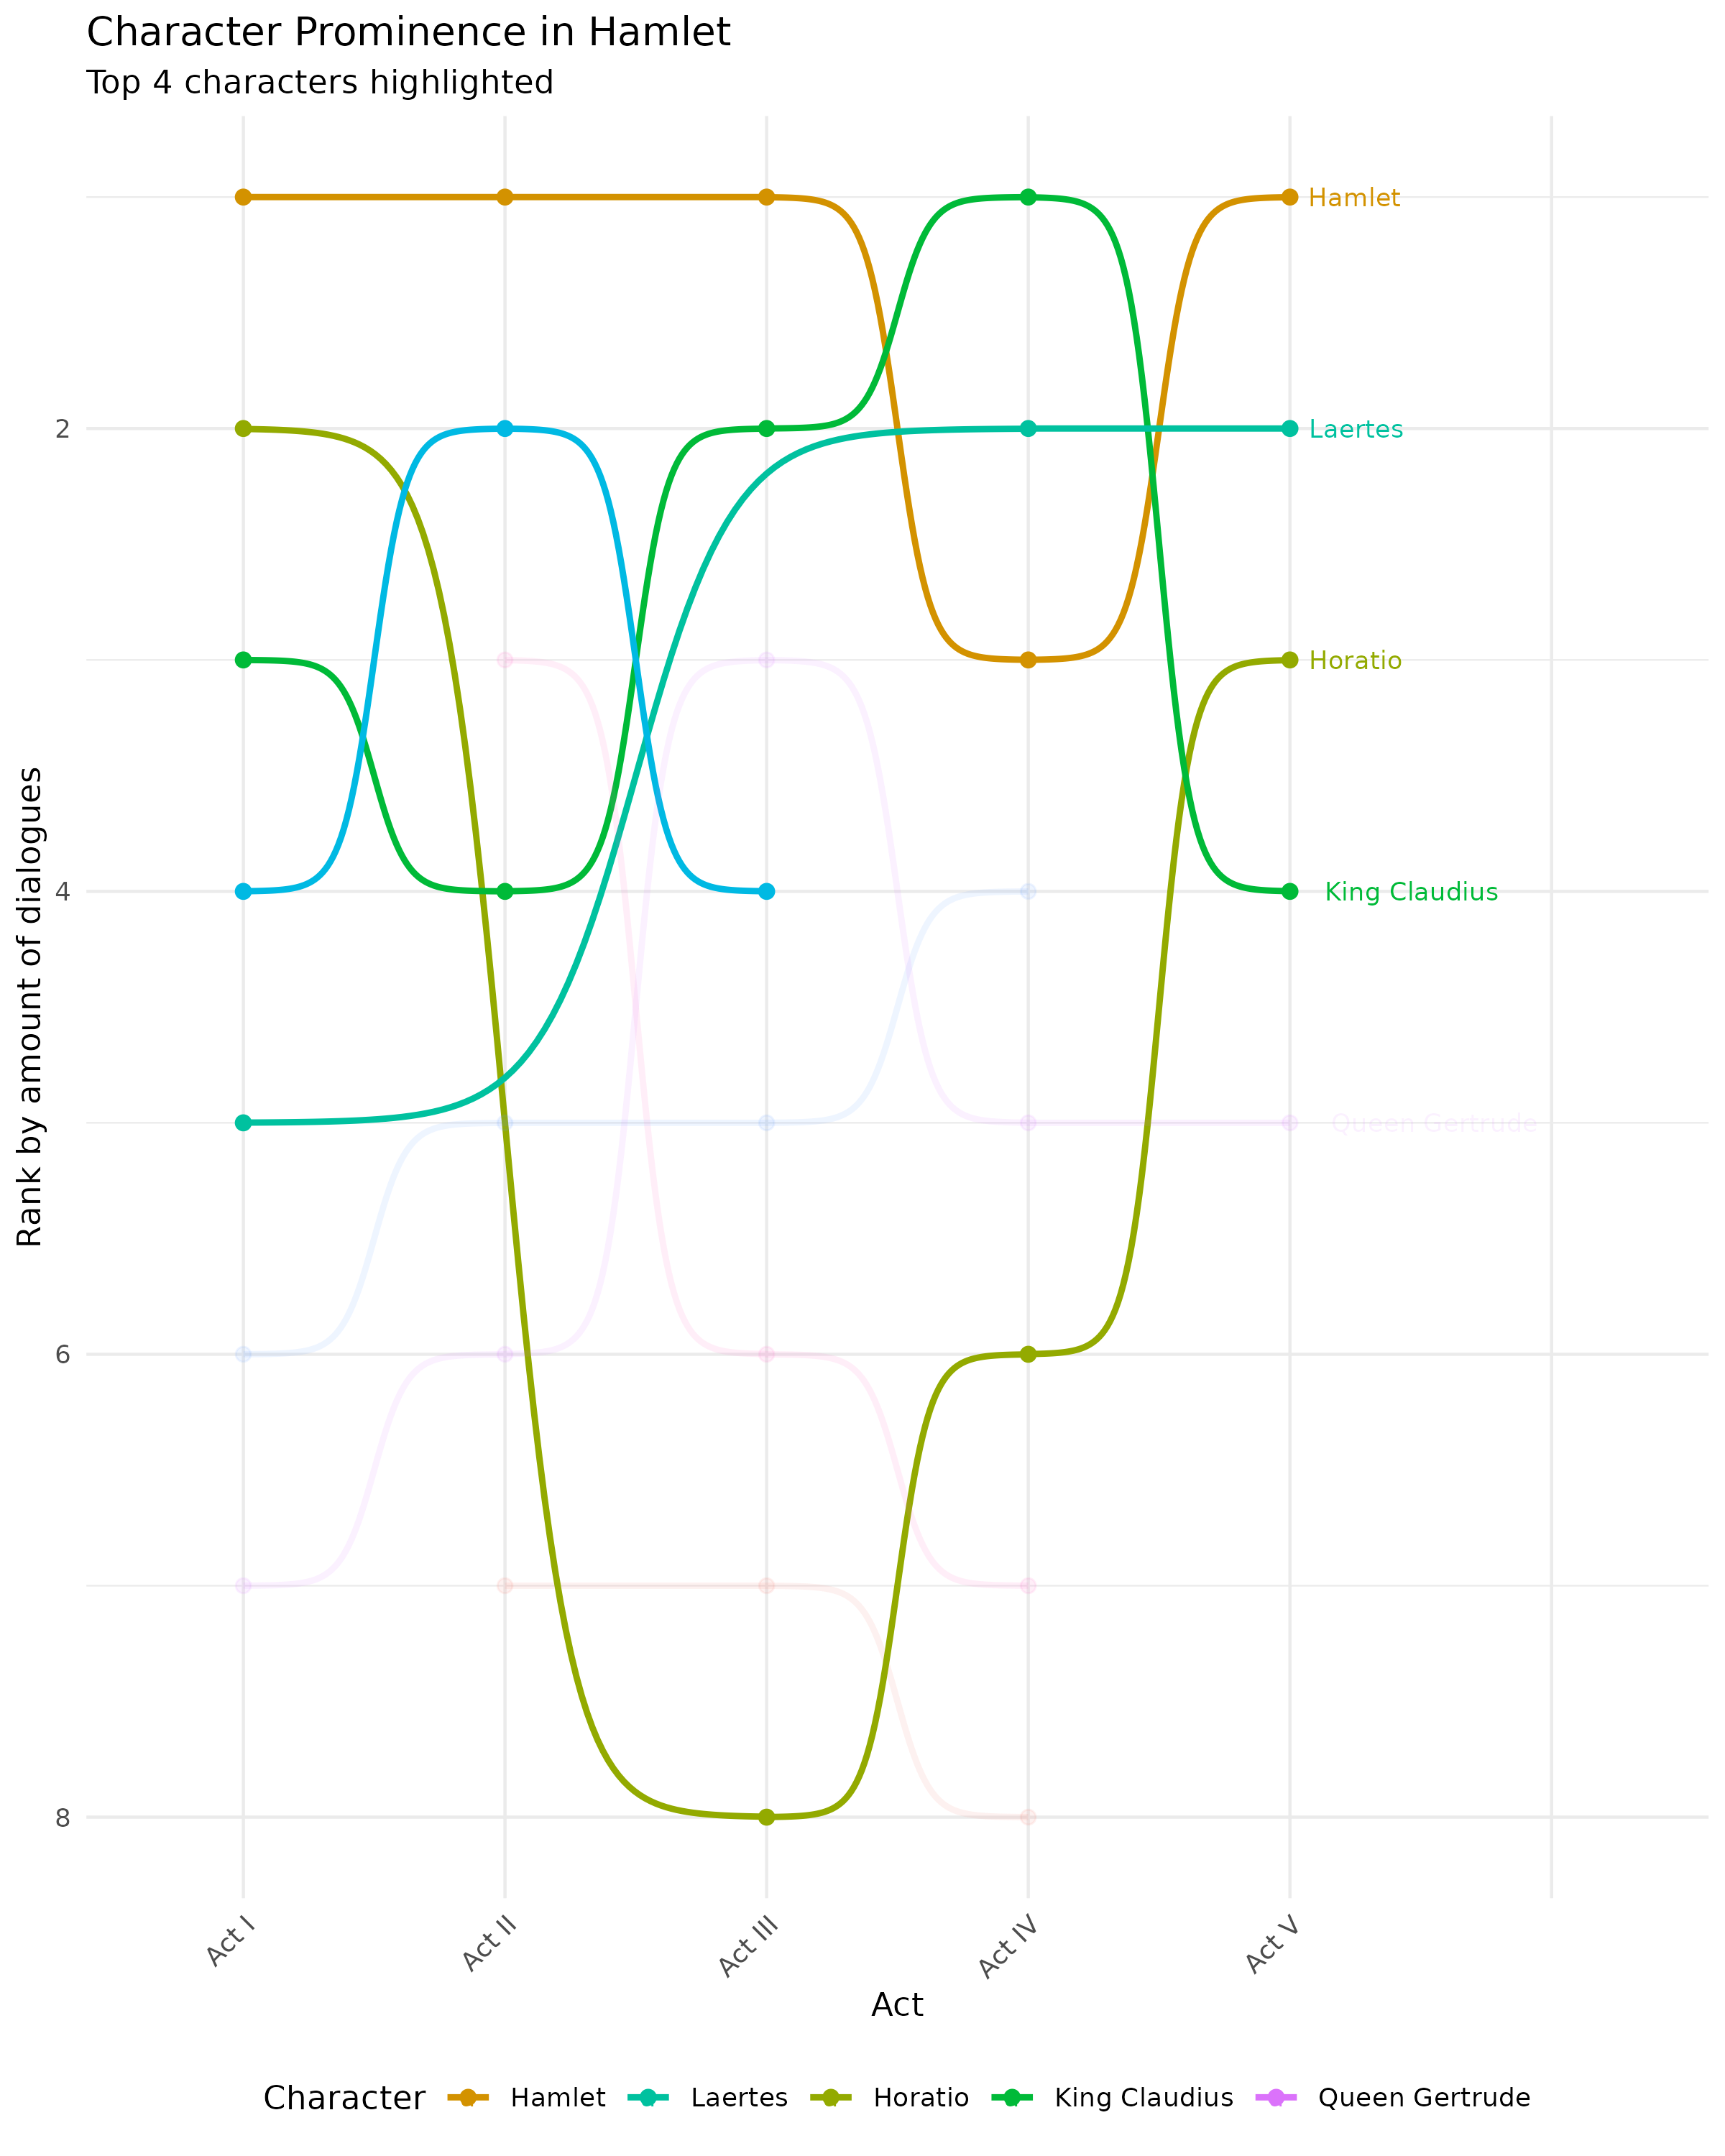 Character Prominence in Hamlet
Top 4 characters highlighted
Rank by amount of dialogues
2
4
6
8
Hamlet
Laertes
Horatio
King Claudius
Queen Gertrude
Act I
Act II
Act III
Act IV
Act V
Act
Character
Hamlet
Laertes
Horatio
King Claudius
Queen Gertrude